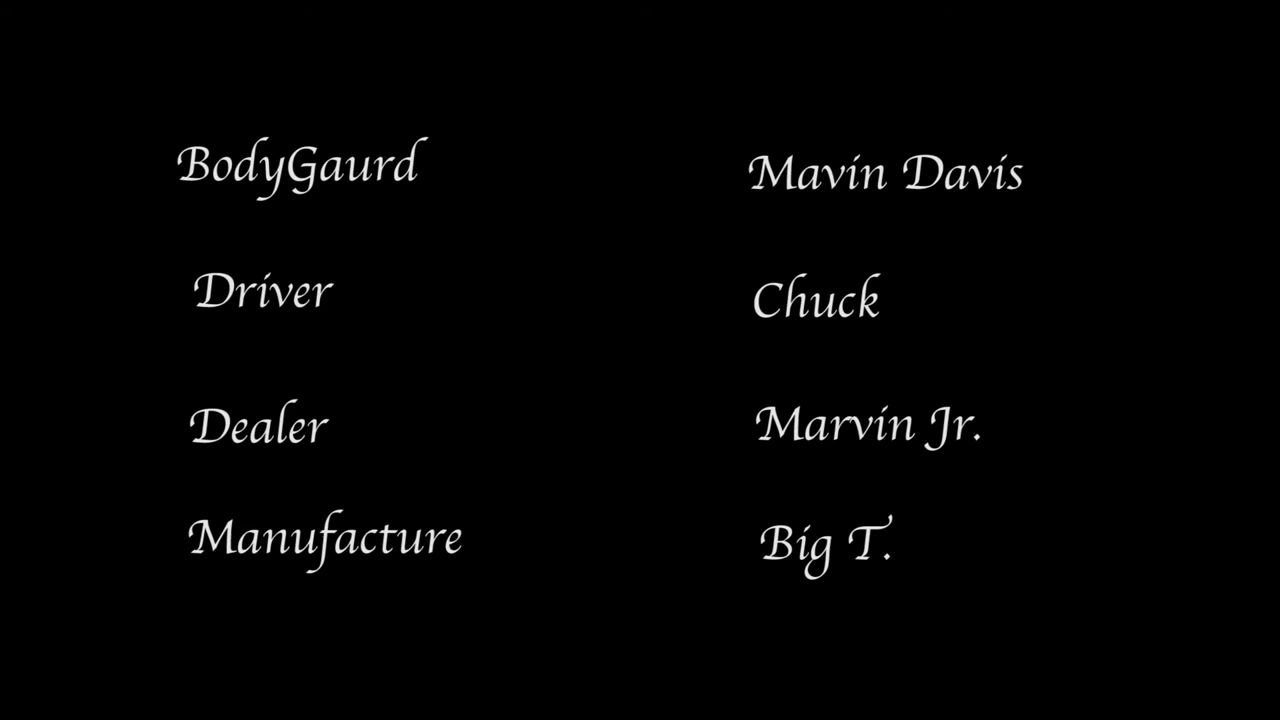 BodyGaurd Mavin Davis
Driver Chuck
Dealer Marvin Jr.
Manufacture Big T.